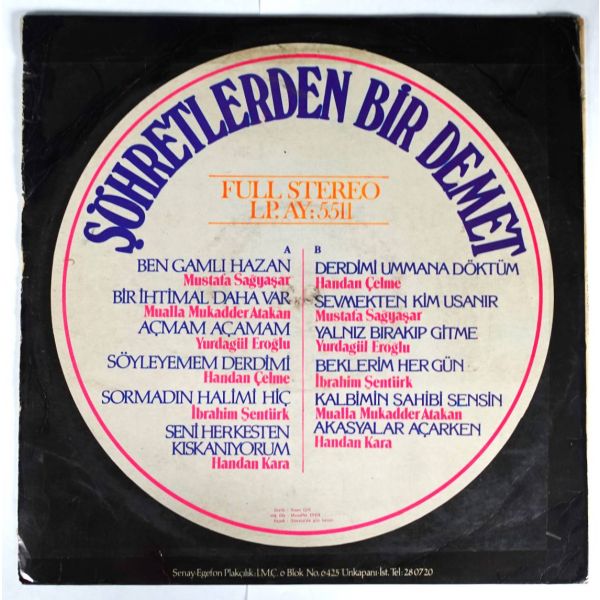 ŞÖHRETLERDEN BİR DEMET
FULL STEREO
LP. AY: 5511
A
BEN GAMLI HAZAN
Mustafa Sağyaşar
BİR İHTİMAL DAHA VAR
Mualla Mukadder Atakan
AÇMAM AÇAMAM
Yurdagül Eroğlu
SÖYLEYEMEM DERDİMİ
Handan Çelme
SORMADIN HALİMİ HİÇ
İbrahim Şentürk
SENİ HERKESTEN
KISKANIYORUM
Handan Kara
B
DERDİMİ UMMANA DÖKTÜM
Handan Çelme
SEVMEKTEN KİM USANIR
Mustafa Sağyaşar
YALNIZ BIRAKIP GİTME
Yurdagül Eroğlu
BEKLERIM HER GÜN
İbrahim Şentürk
KALBİMİN SAHİBİ SENSİN
Mualla Mukadder Atakan
AKASYALAR AÇARKEN
Handan Kara
Senay-Egefon Plakçılık: I.M.Ç. 6 Blok No. 6425 Unkapanı-İst. Tel: 28 07 20